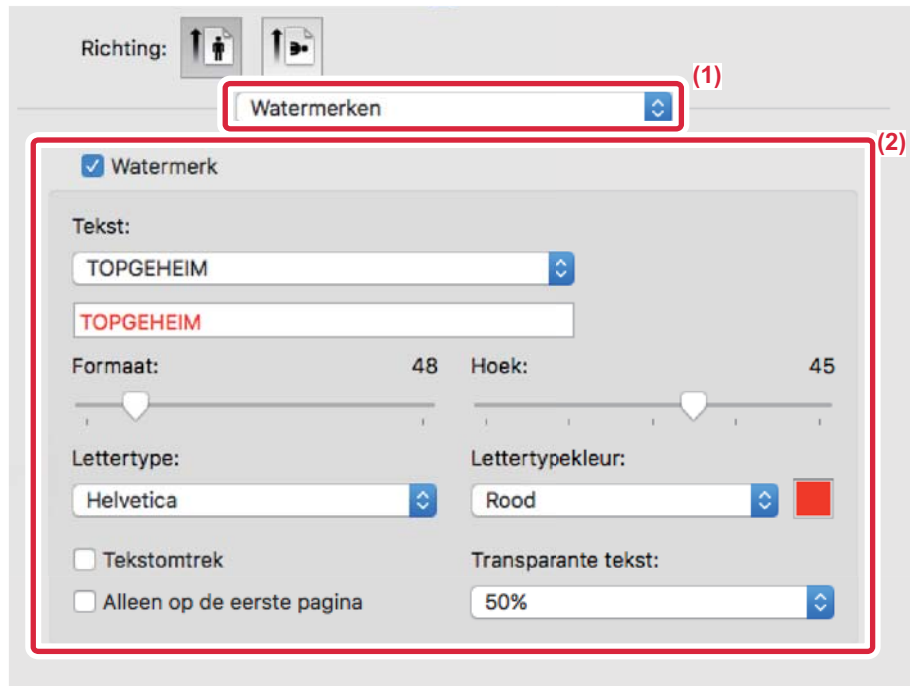 Richting:
(1)
Watermerken
(2)
Watermerk
Tekst:
TOPGEHEIM
TOPGEHEIM
Formaat: 48 Hoek: 45
Lettertype: Lettertypekleur:
Helvetica Rood
Tekstomtrek Transparante tekst:
Alleen op de eerste pagina 50%